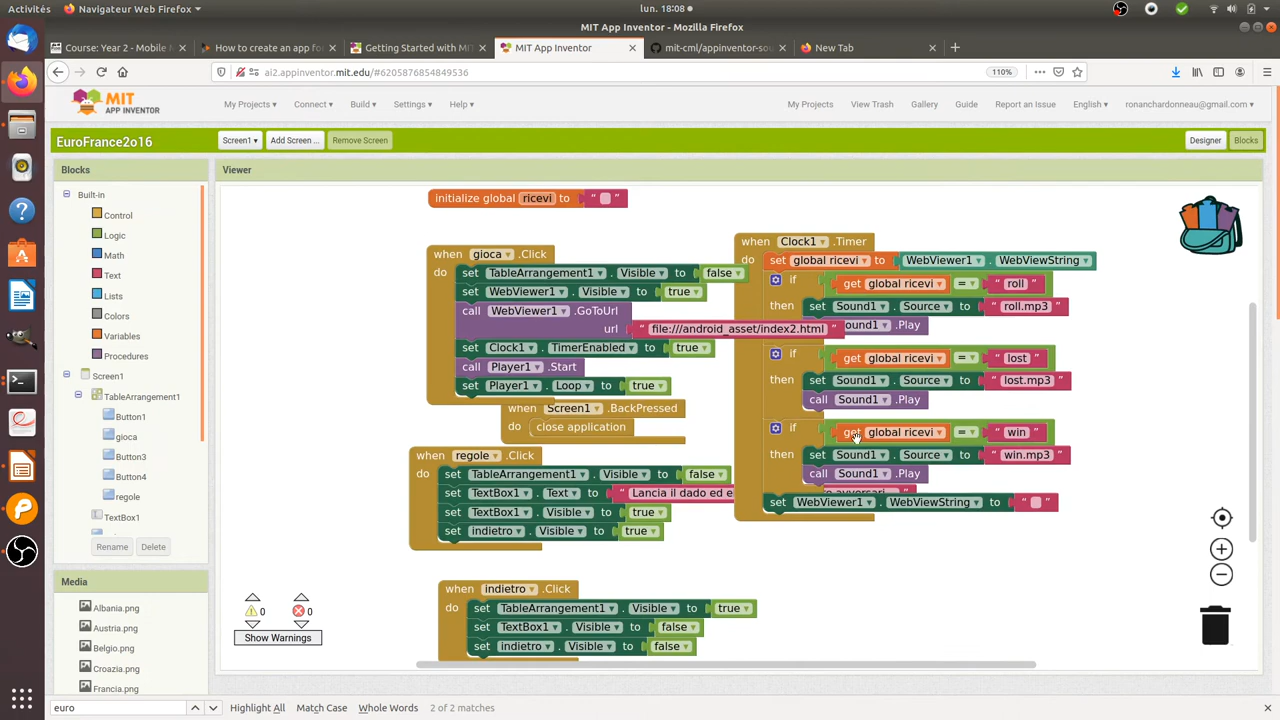 Activités
Navigateur Web Firefox ▾
lun. 18:08
MIT App Inventor - Mozilla Firefox
Course: Year 2 - Mobile
How to create an app for
Getting Started with MIT
MIT App Inventor
mit-cml/appinventor-sou
New Tab
ai2.appinventor.mit.edu/#6205876854849536
110%
MIT
APP INVENTOR
My Projects ▾
Connect ▾
Build ▾
Settings ▾
Help ▾
My Projects
View Trash
Gallery
Guide
Report an Issue
English ▾
ronanchardonneau@gmail.com ▾
EuroFrance2o16
Screen1 ▾
Add Screen ...
Remove Screen
Designer
Blocks
Blocks
Viewer
Built-in
Control
Logic
Math
Text
Lists
Colors
Variables
Procedures
Screen1
TableArrangement1
Button1
gioca
Button3
Button4
regole
TextBox1
Rename
Delete
Media
Albania.png
Austria.png
Belgio.png
Croazia.png
Francia.png
initialize global ricevi to “ ”
when gioca .Click
do set TableArrangement1 . Visible to false
set WebViewer1 . Visible to true
call WebViewer1 .GoToUrl
url “ file:///android_asset/index2.html ”
set Clock1 . TimerEnabled to true
call Player1 .Start
set Player1 . Loop to true
when Screen1 .BackPressed
do close application
when regole .Click
do set TableArrangement1 . Visible to false
set TextBox1 . Text to “ Lancia il dado ed e
set TextBox1 . Visible to true
set indietro . Visible to true
when indietro .Click
do set TableArrangement1 . Visible to true
set TextBox1 . Visible to false
set indietro . Visible to false
when Clock1 .Timer
do set global ricevi to WebViewer1 . WebViewString
if get global ricevi = “ roll ”
then set Sound1 . Source to “ roll.mp3 ”
ound1 .Play
if get global ricevi = “ lost ”
then set Sound1 . Source to “ lost.mp3 ”
call Sound1 .Play
if get global ricevi = “ win ”
then set Sound1 . Source to “ win.mp3 ”
call Sound1 .Play
set WebViewer1 . WebViewString to “ ”
0
0
Show Warnings
euro
Highlight All
Match Case
Whole Words
2 of 2 matches